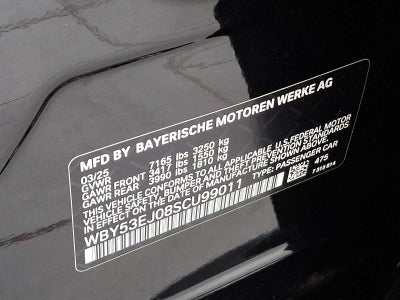 MFD BY BAYERISCHE MOTOREN WERKE AG
03/25
GVWR 7165 lbs 3250 kg
GAWR FRONT 3417 lbs 1550 kg
GAWR REAR 3990 lbs 1810 kg
THIS VEHICLE CONFORMS TO ALL APPLICABLE U.S. FEDERAL MOTOR
VEHICLE SAFETY, BUMPER AND THEFT PREVENTION STANDARDS
IN EFFECT ON THE DATE OF MANUFACTURE SHOWN ABOVE.
WBY53EJ08SCU99011 TYPE: PASSENGER CAR
475